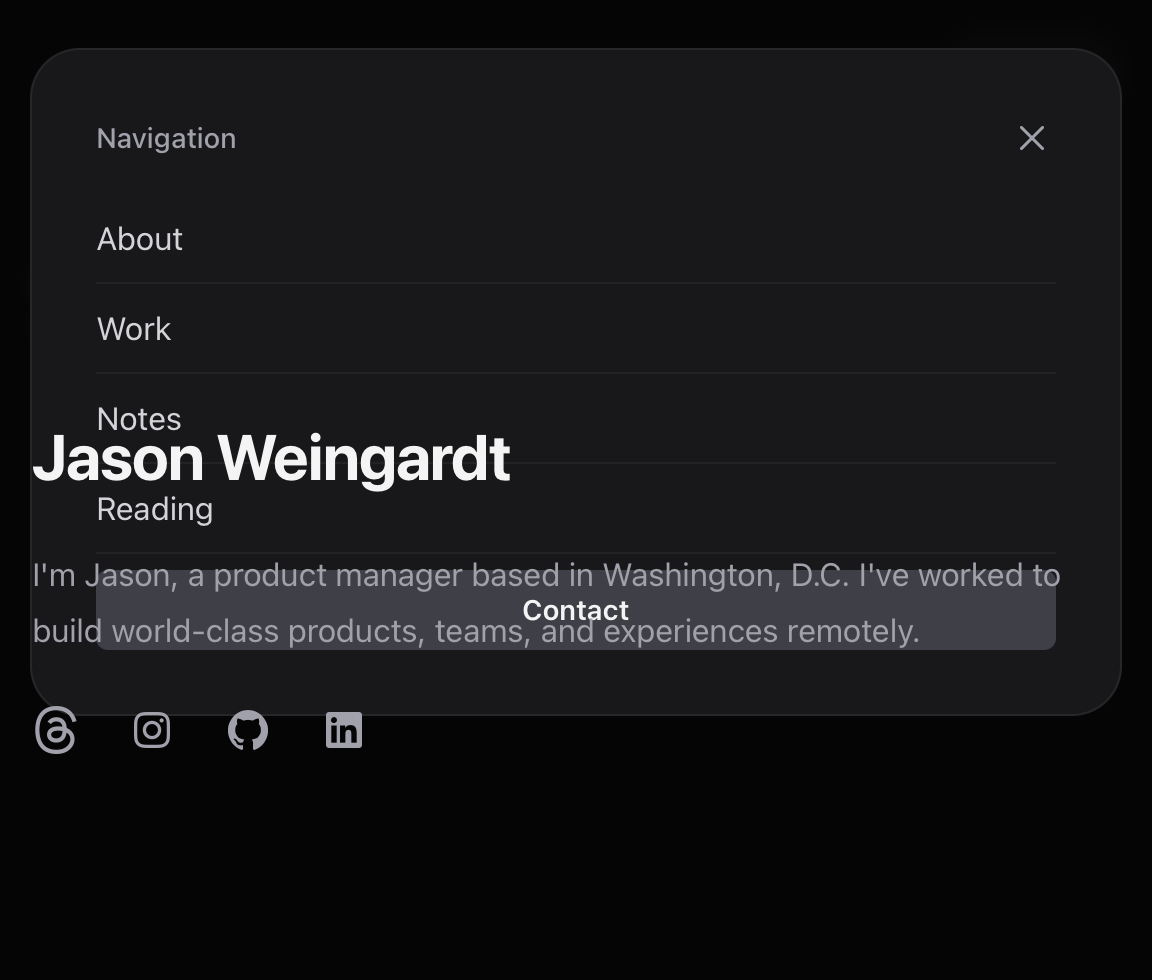 Navigation
About
Work
Notes
Jason Weingardt
Reading
I'm Jason, a product manager based in Washington, D.C. I've worked to
Contact
build world-class products, teams, and experiences remotely.
in